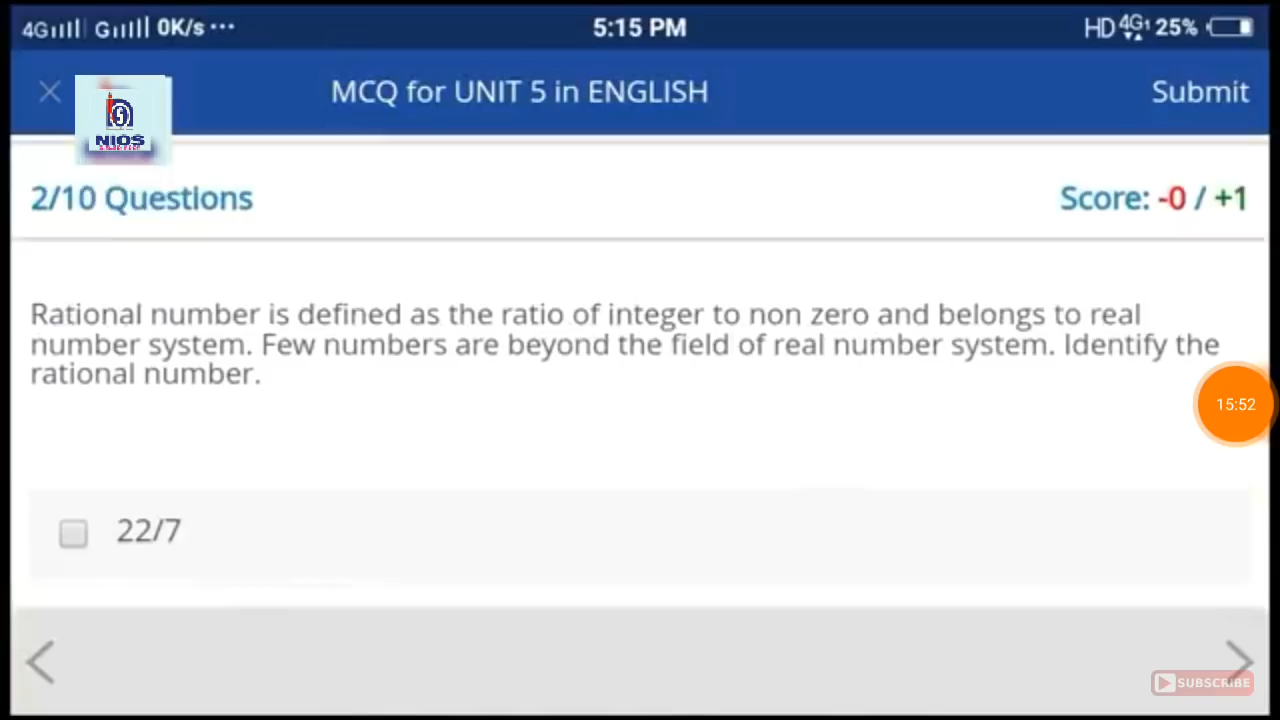 4G G 0K/s ... 5:15 PM HD 4G 25%
MCQ for UNIT 5 in ENGLISH Submit
NIOS
2/10 Questions Score: -0 / +1
Rational number is defined as the ratio of integer to non zero and belongs to real
number system. Few numbers are beyond the field of real number system. Identify the
rational number.
15:52
22/7
SUBSCRIBE